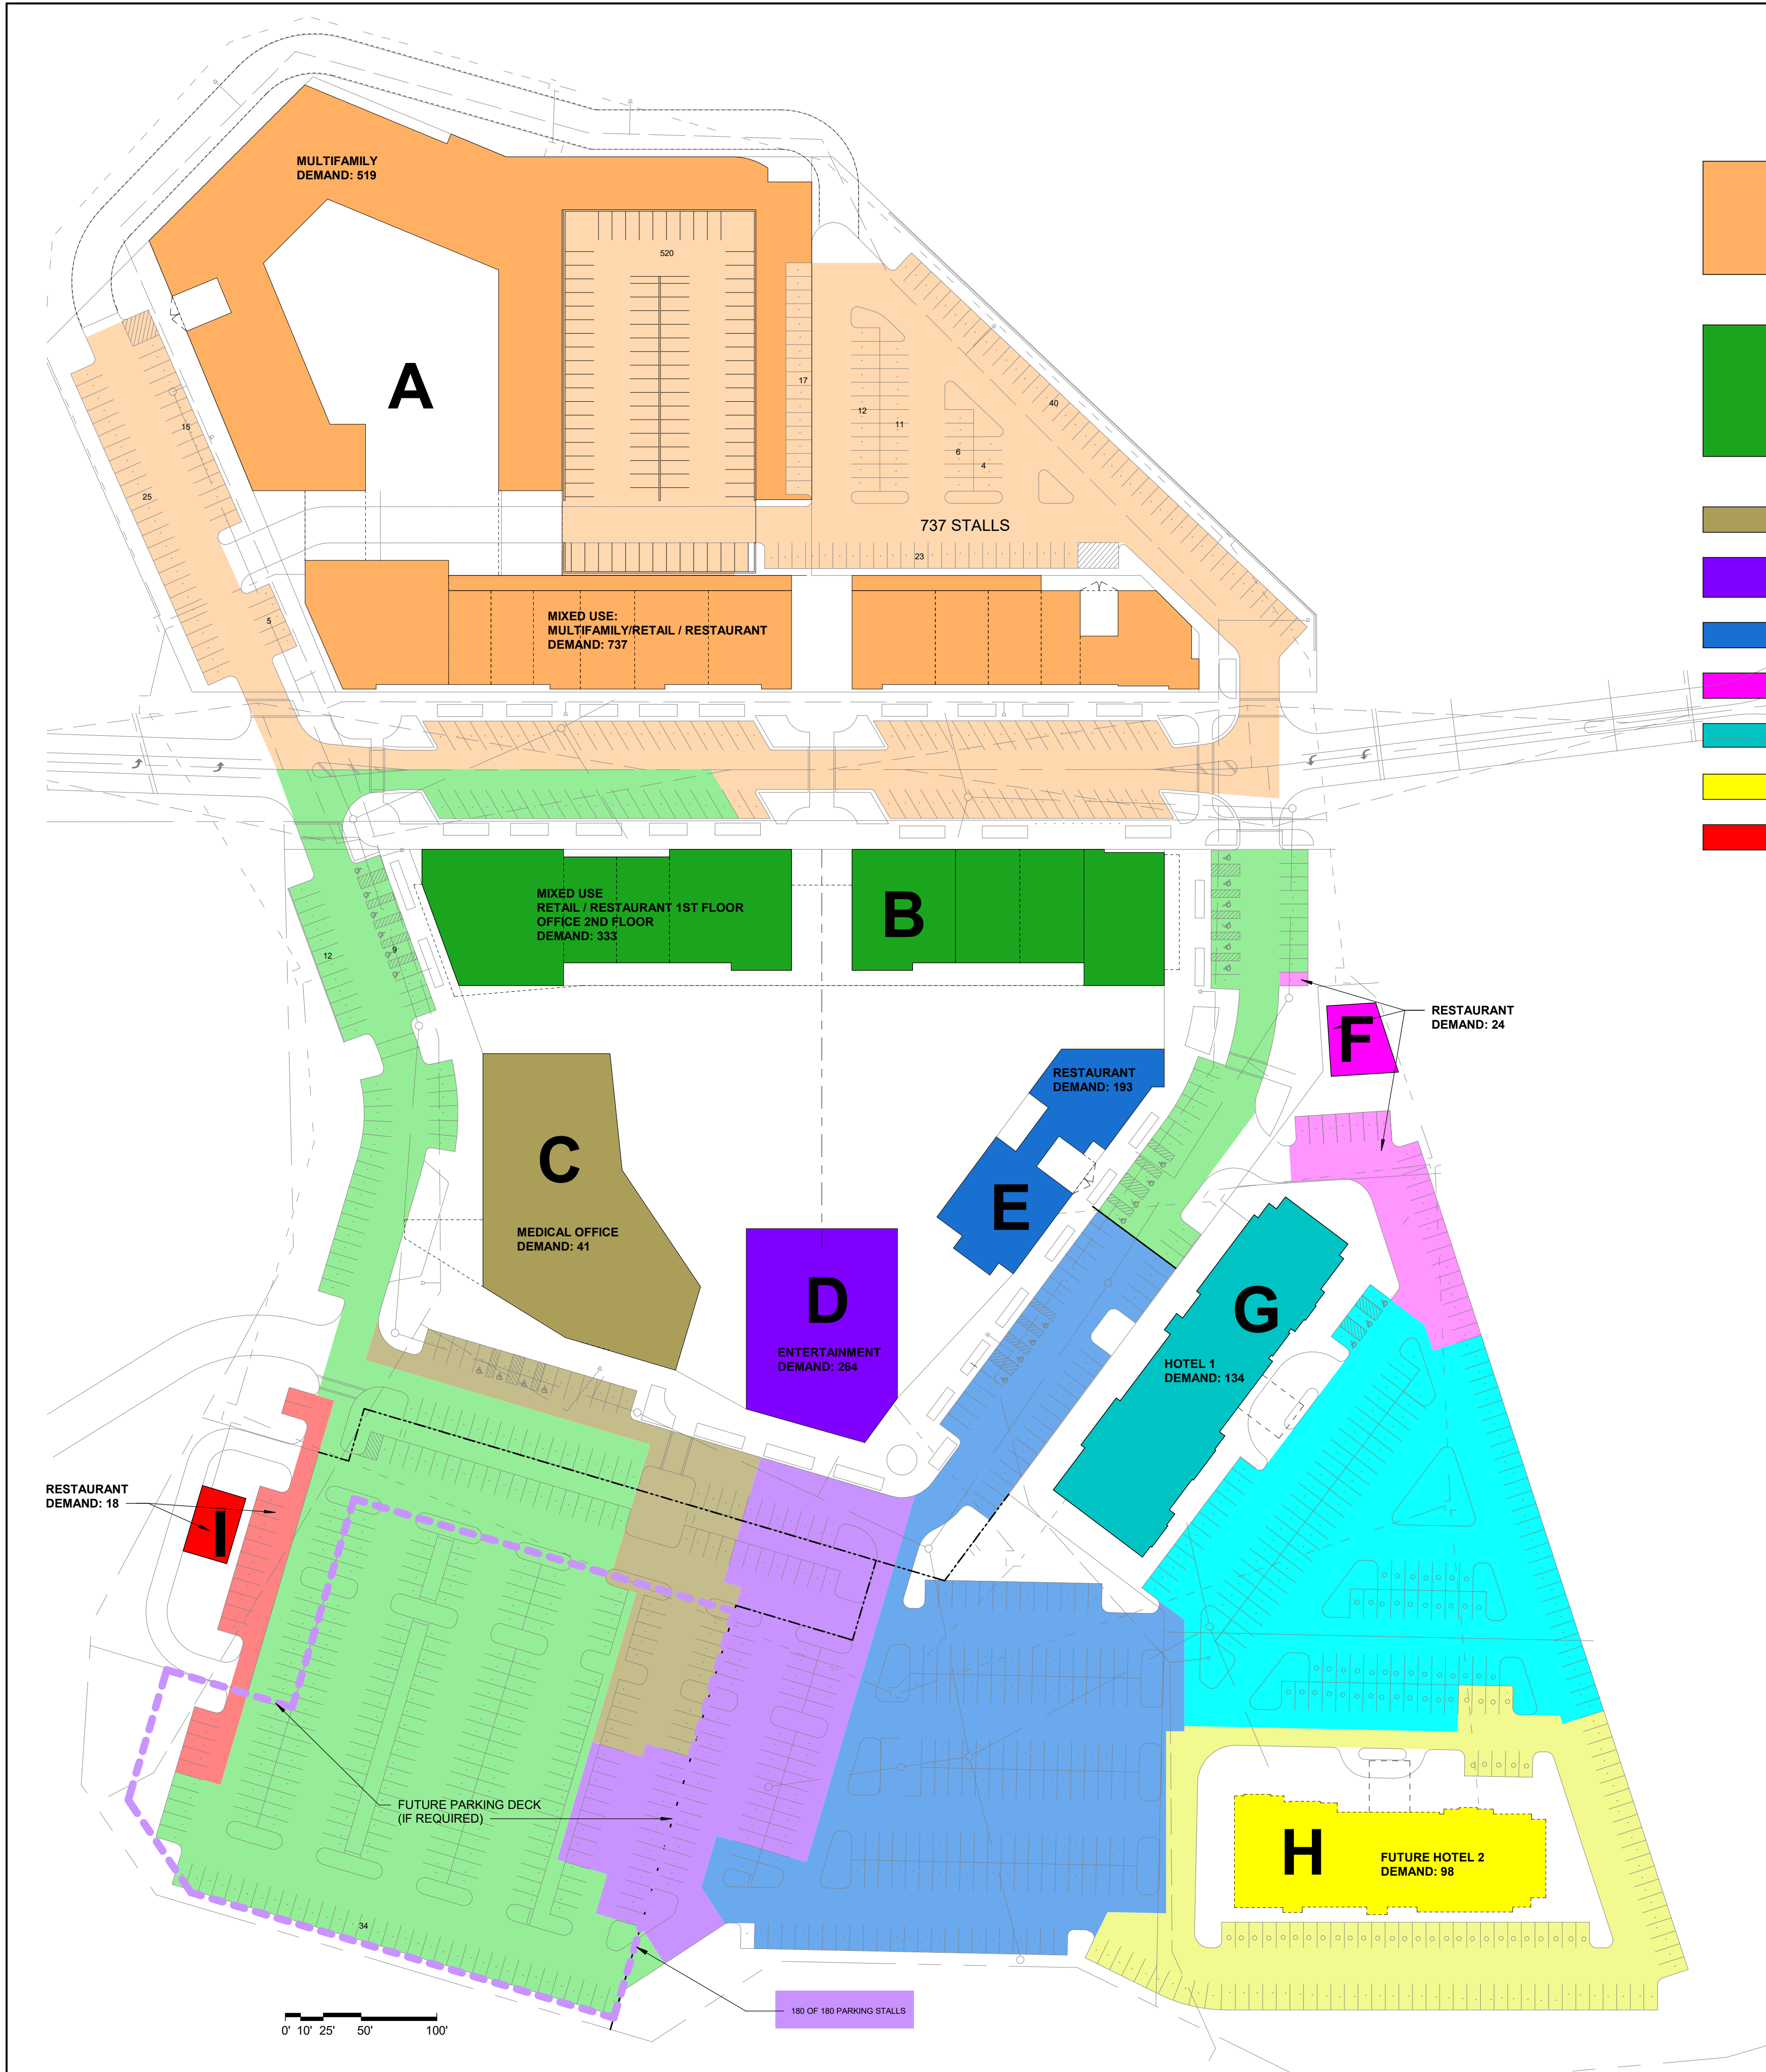 MULTIFAMILY
DEMAND: 519
520
A
17
12
11
6
4
40
15
25
737 STALLS
23
5
MIXED USE:
MULTIFAMILY/RETAIL / RESTAURANT
DEMAND: 737
MIXED USE
RETAIL / RESTAURANT 1ST FLOOR
OFFICE 2ND FLOOR
DEMAND: 333
B
9
12
RESTAURANT
DEMAND: 24
F
RESTAURANT
DEMAND: 193
E
C
MEDICAL OFFICE
DEMAND: 41
D
ENTERTAINMENT
DEMAND: 264
G
HOTEL 1
DEMAND: 134
RESTAURANT
DEMAND: 18
I
FUTURE PARKING DECK
(IF REQUIRED)
H
FUTURE HOTEL 2
DEMAND: 98
34
180 OF 180 PARKING STALLS
0' 10' 25' 50' 100'